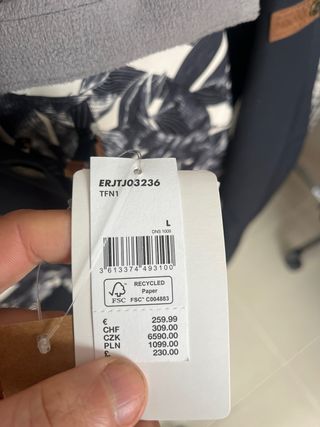 ERJTJ03236
TFN1
L
DNS 1009
3 613374 493100
FSC
RECYCLED
Paper
FSC® C004883
€ 259.99
CHF 309.00
CZK 6590.00
PLN 1099.00
£ 230.00